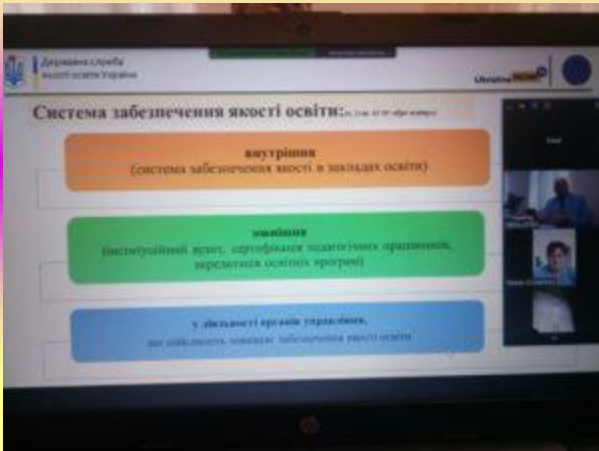 Державна служба
якості освіти України
Ukraine
Система забезпечення якості освіти:
внутрішня
(система забезпечення якості в закладах освіти)
зовнішня
(інституційний аудит, сертифікація педагогічних працівників,
акредитація освітніх програм)
у діяльності органів управління,
що здійснюють зовнішнє забезпечення якості освіти